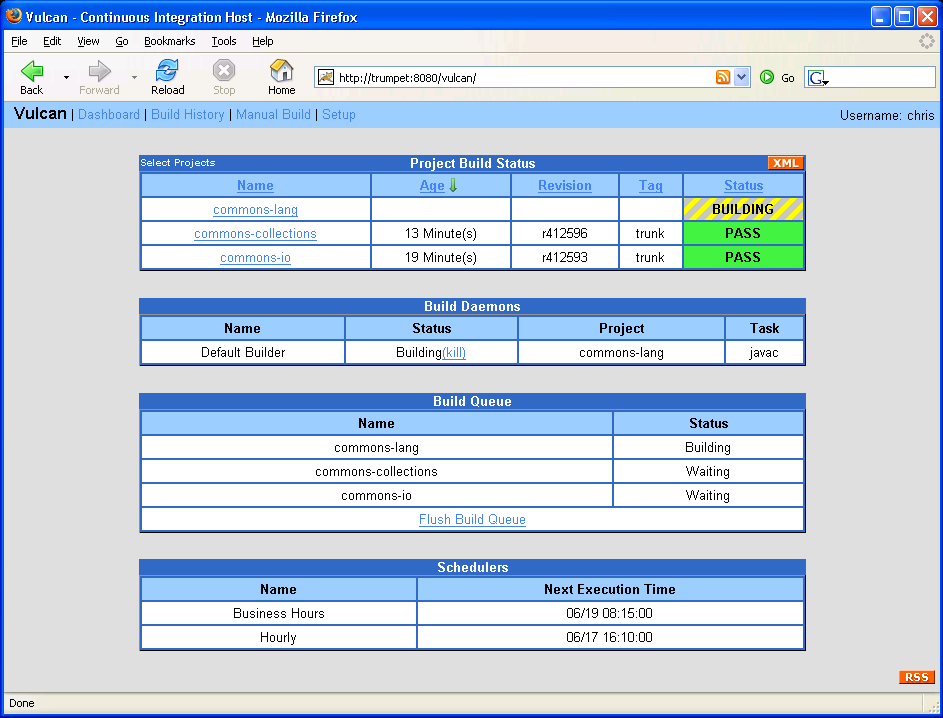 Vulcan - Continuous Integration Host - Mozilla Firefox
File Edit View Go Bookmarks Tools Help
Back Forward Reload Stop Home http://trumpet:8080/vulcan/ Go G
Vulcan | Dashboard | Build History | Manual Build | Setup Username: chris
Select Projects Project Build Status XML
Name Age Revision Tag Status
commons-lang BUILDING
commons-collections 13 Minute(s) r412596 trunk PASS
commons-io 19 Minute(s) r412593 trunk PASS
Build Daemons
Name Status Project Task
Default Builder Building(kill) commons-lang javac
Build Queue
Name Status
commons-lang Building
commons-collections Waiting
commons-io Waiting
Flush Build Queue
Schedulers
Name Next Execution Time
Business Hours 06/19 08:15:00
Hourly 06/17 16:10:00
RSS
Done